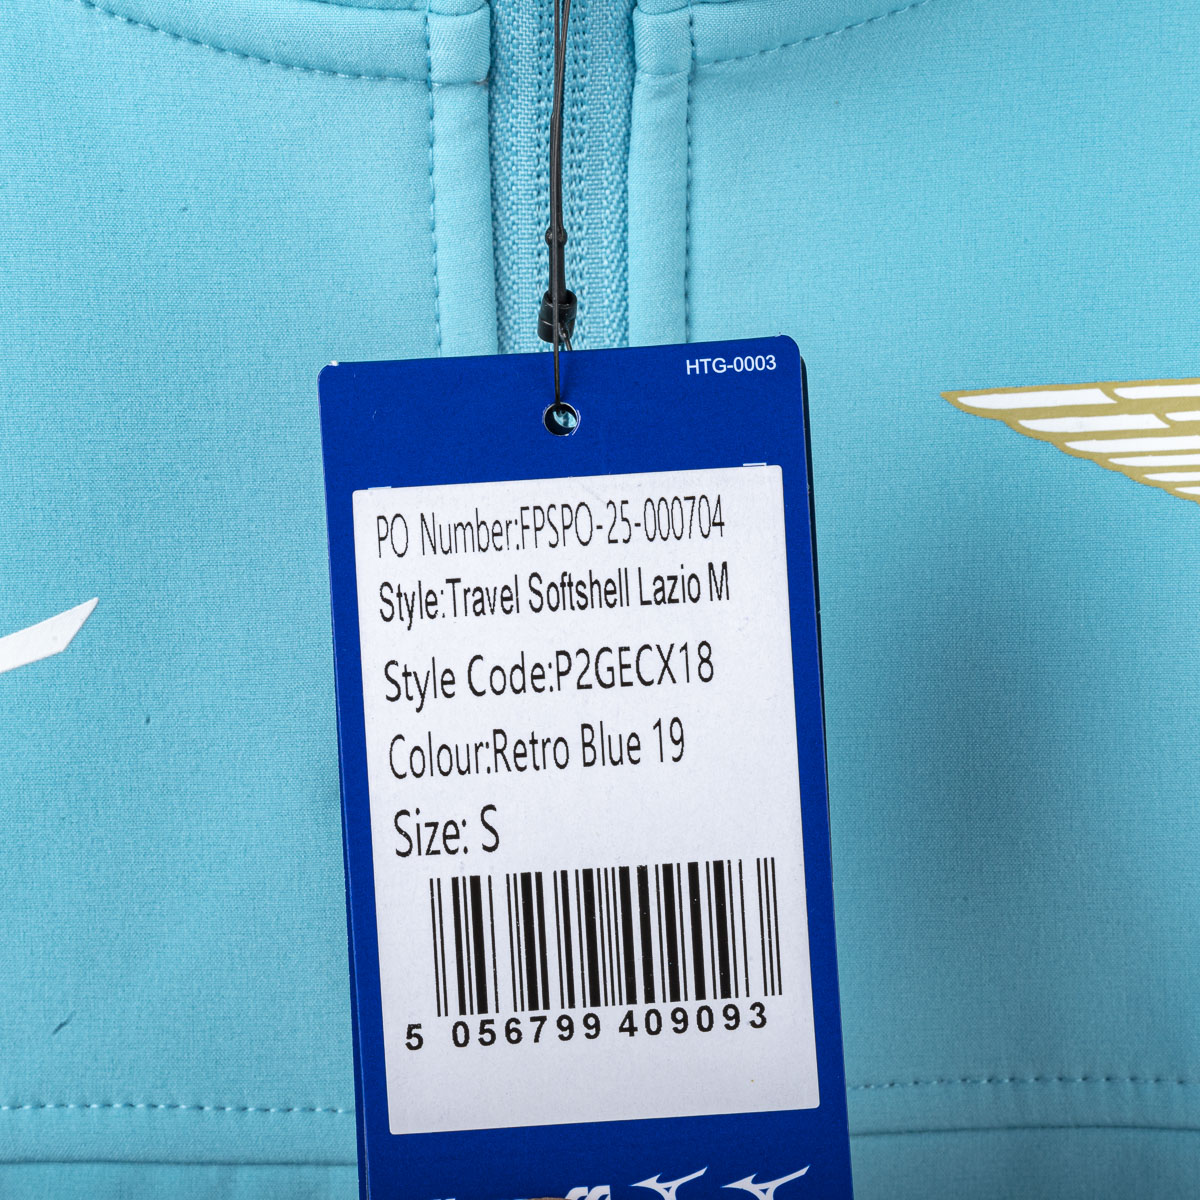 HTG-0003
PO Number:FPSPO-25-000704
Style:Travel Softshell Lazio M
Style Code:P2GECX18
Colour:Retro Blue 19
Size: S
5 056799 409093